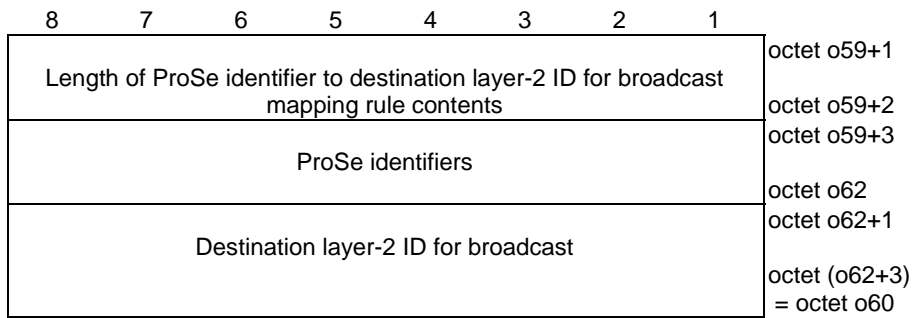 8 7 6 5 4 3 2 1
Length of ProSe identifier to destination layer-2 ID for broadcast
mapping rule contents
octet o59+1
octet o59+2
ProSe identifiers
octet o59+3
octet o62
Destination layer-2 ID for broadcast
octet o62+1
octet (o62+3)
= octet o60